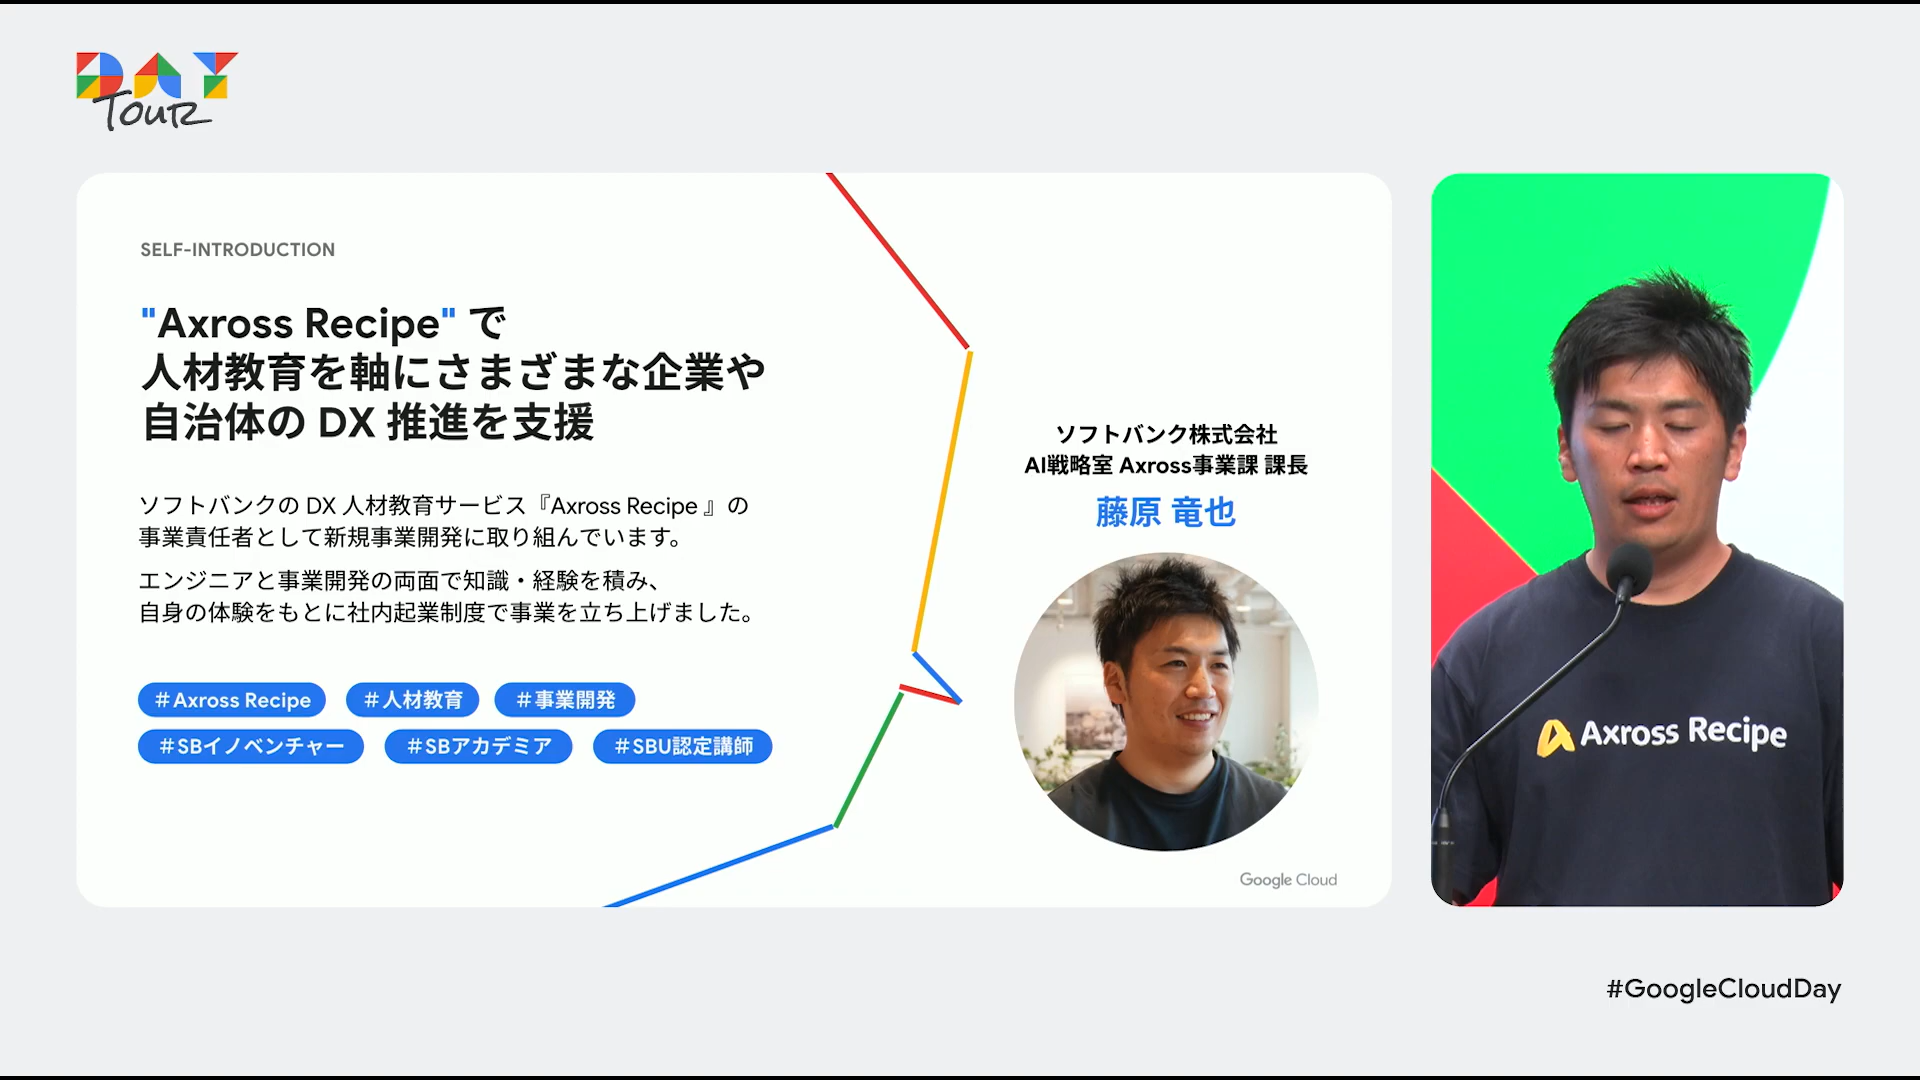 DAY
Tour
SELF-INTRODUCTION
"Axross Recipe" で
人材教育を軸にさまざまな企業や
自治体の DX 推進を支援
ソフトバンクの DX 人材教育サービス『Axross Recipe 』の
事業責任者として新規事業開発に取り組んでいます。
エンジニアと事業開発の両面で知識・経験を積み、
自身の体験をもとに社内起業制度で事業を立ち上げました。
＃Axross Recipe
＃人材教育
＃事業開発
＃SBイノベンチャー
＃SBアカデミア
＃SBU認定講師
ソフトバンク株式会社
AI戦略室 Axross事業課 課長
藤原 竜也
Google Cloud
Axross Recipe
#GoogleCloudDay